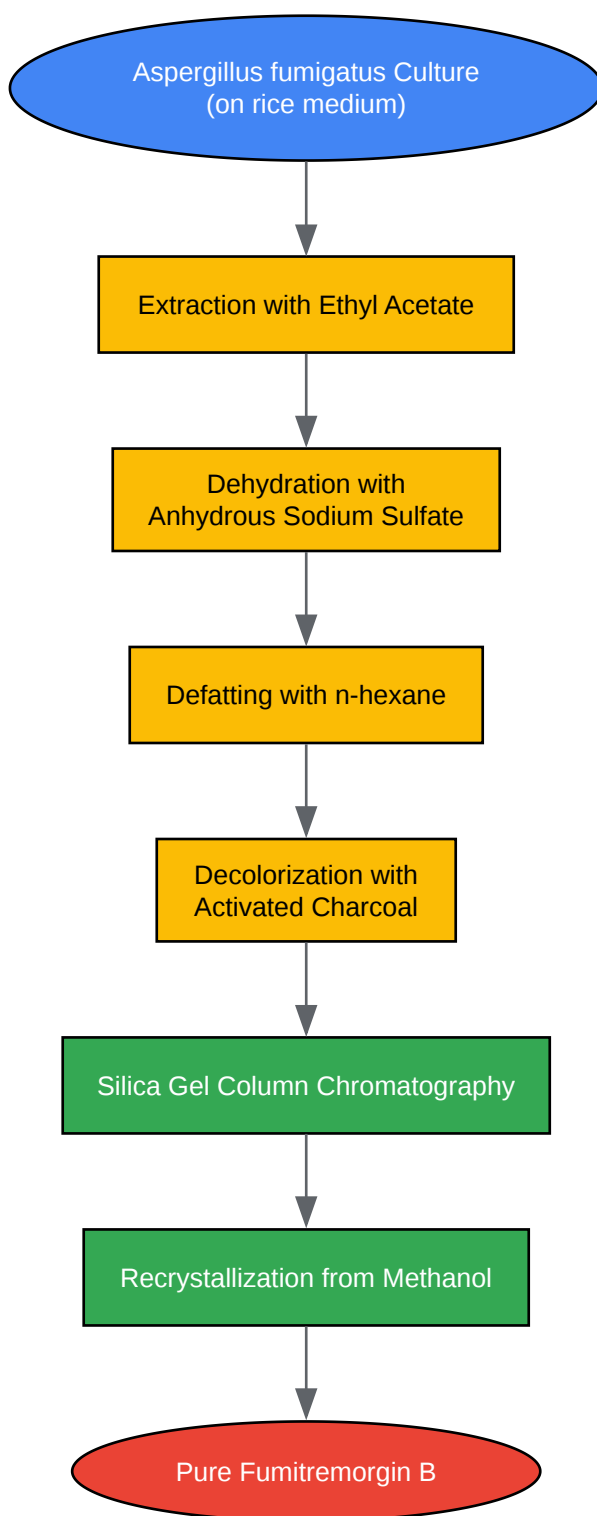 Aspergillus fumigatus Culture
(on rice medium)
Extraction with Ethyl Acetate
Dehydration with
Anhydrous Sodium Sulfate
Defatting with n-hexane
Decolorization with
Activated Charcoal
Silica Gel Column Chromatography
Recrystallization from Methanol
Pure Fumitremorgin B